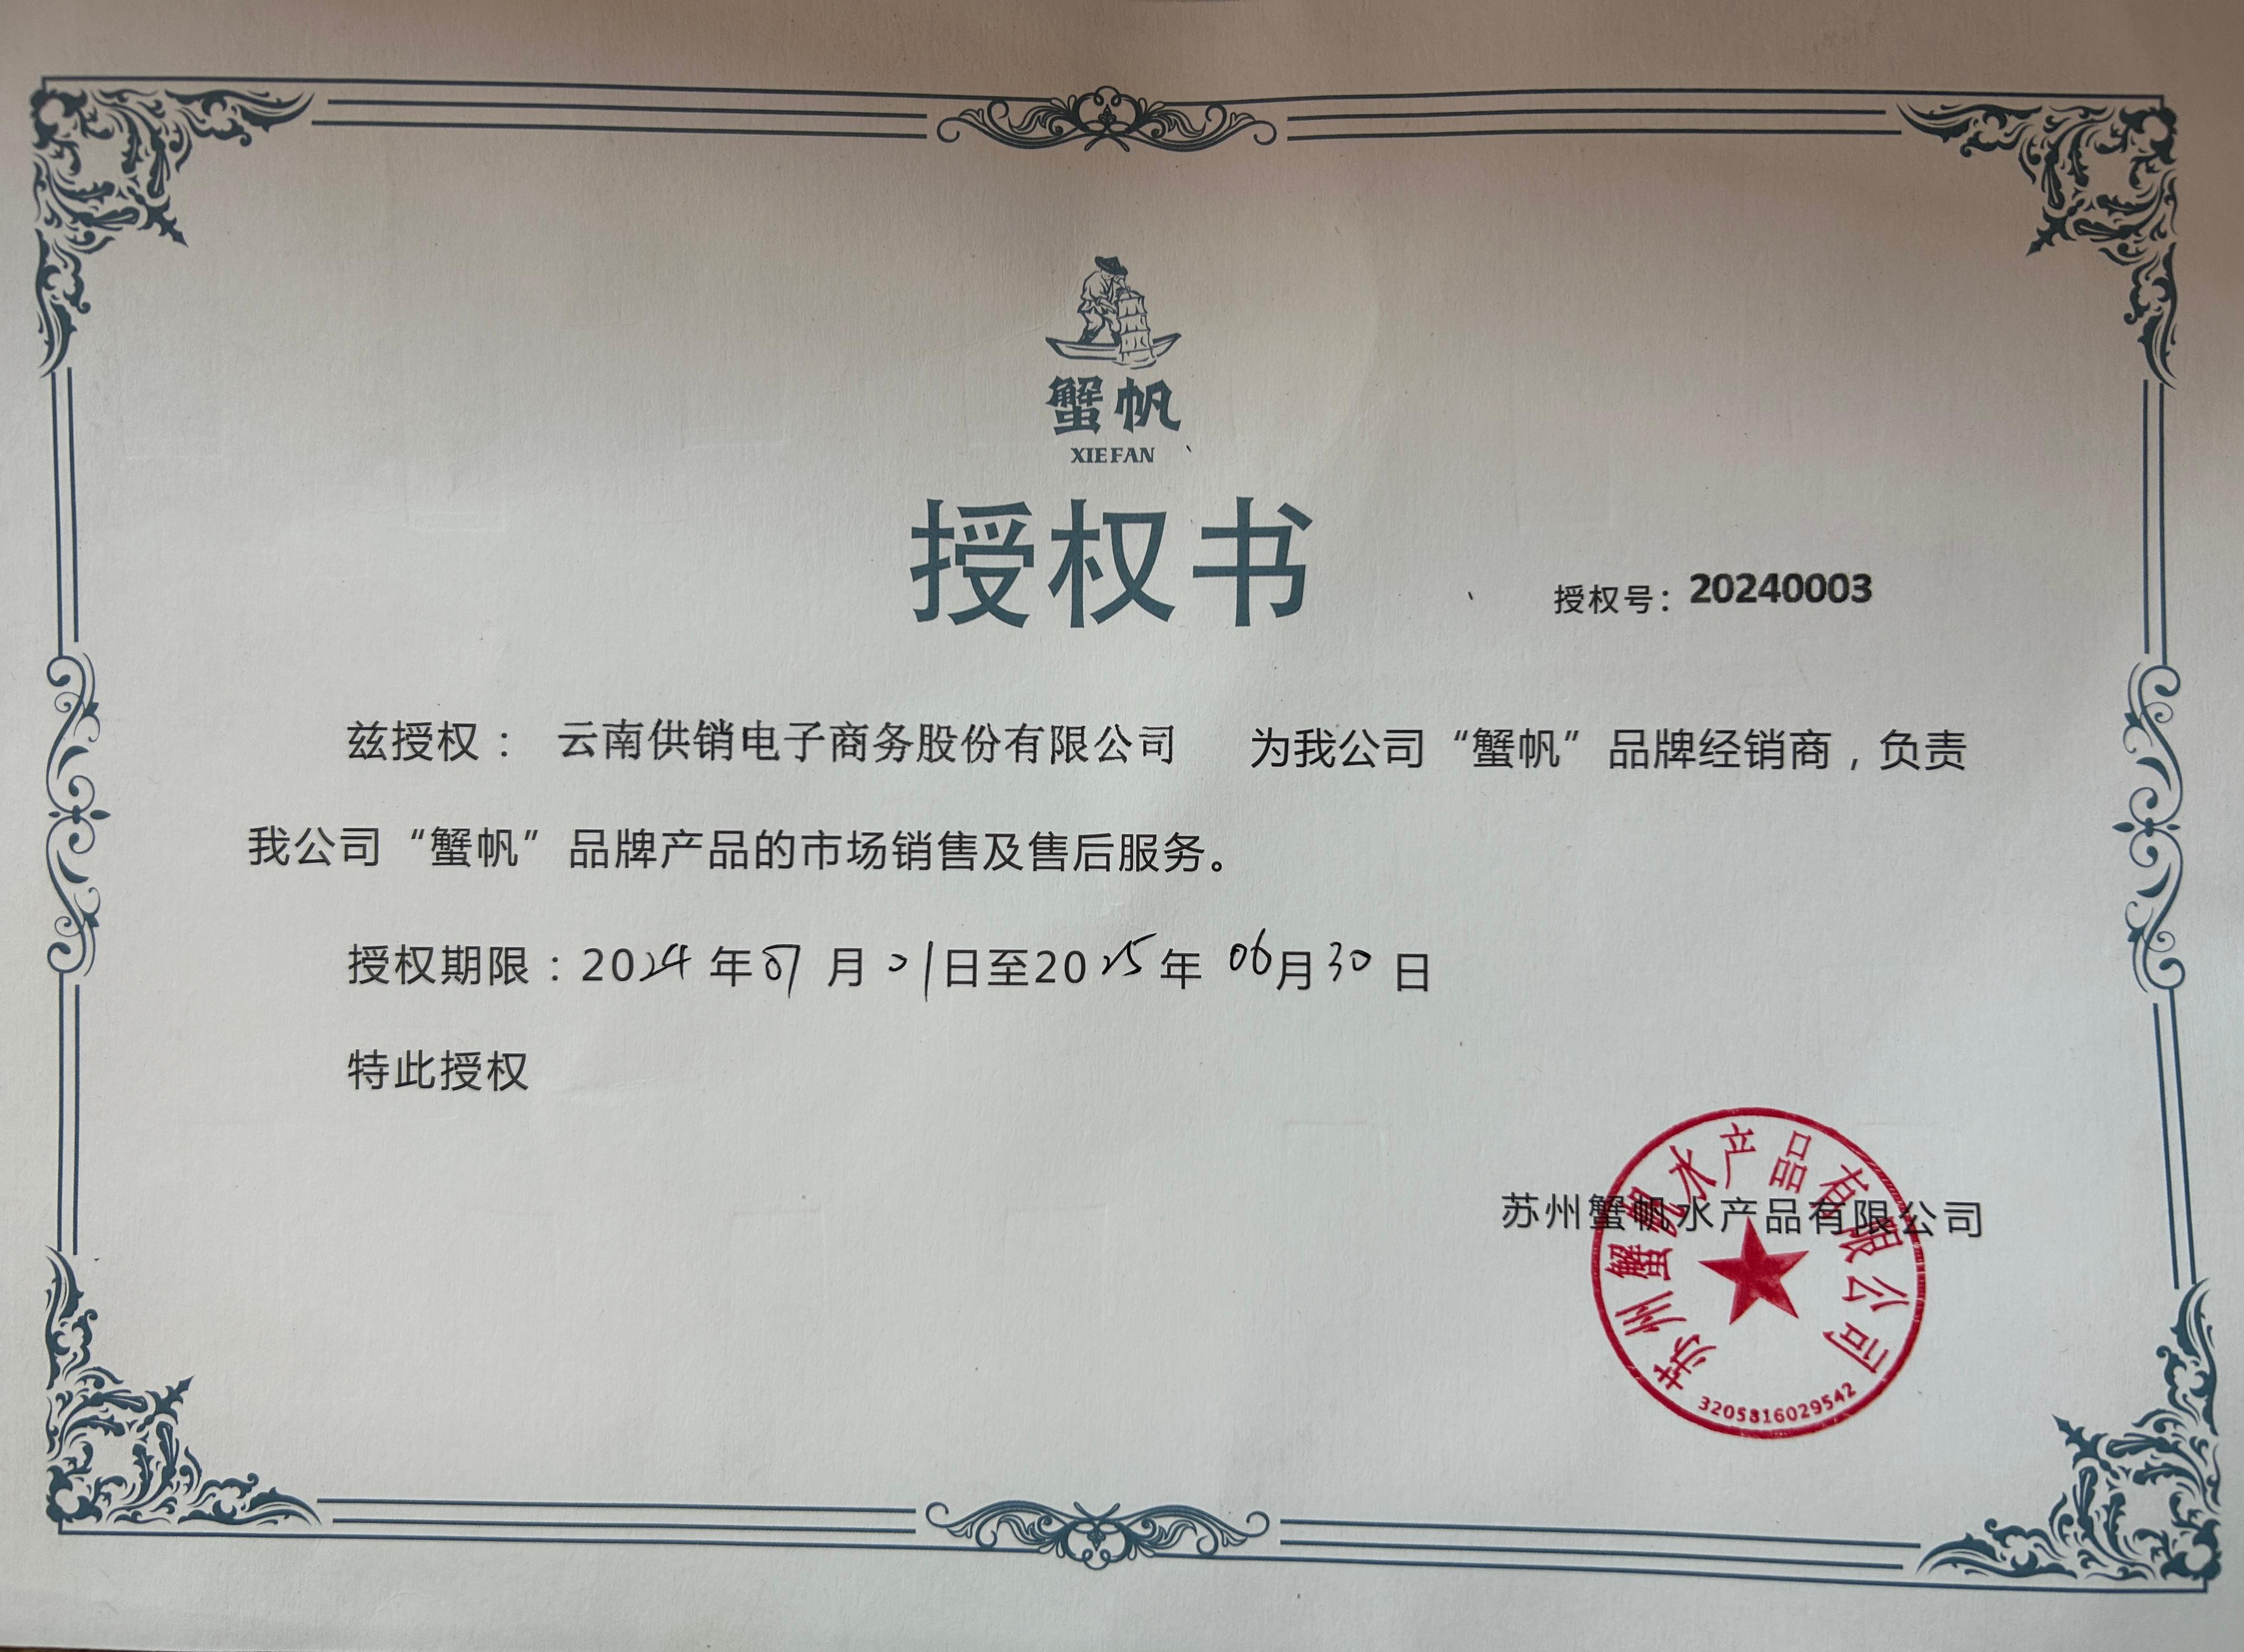 蟹帆
XIEFAN
授权书
授权号：20240003
兹授权： 云南供销电子商务股份有限公司 为我公司“蟹帆”品牌经销商，负责
我公司“蟹帆”品牌产品的市场销售及售后服务。
授权期限：2024年07月01日至2025年06月30日
特此授权
苏州蟹帆水产品有限公司
苏州蟹帆水产品有限公司
3205816029542